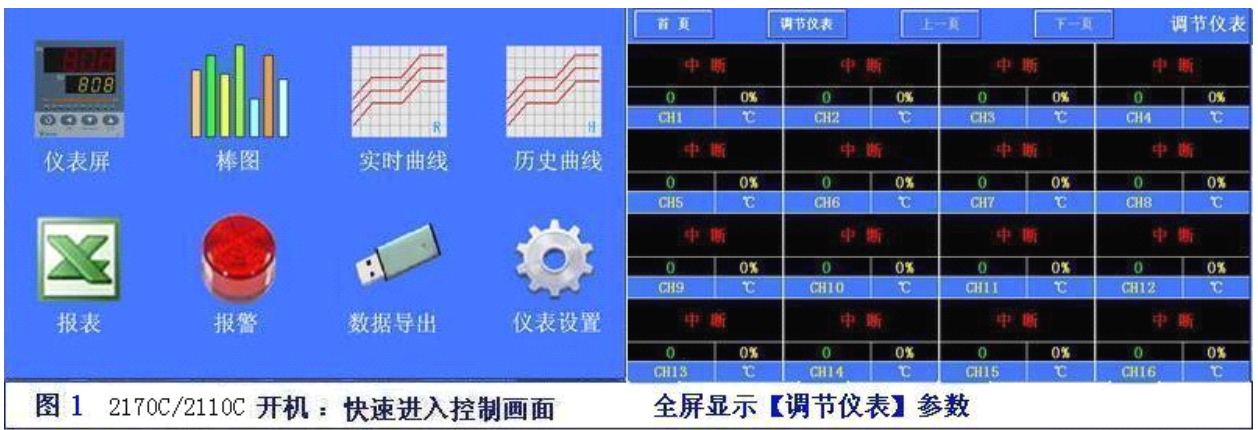 808
仪表屏
棒图
R
实时曲线
H
历史曲线
报表
报警
数据导出
仪表设置
首页 调节仪表 上一页 下一页 调节仪表
中断 中断 中断 中断
0 0% 0 0% 0 0% 0 0%
CH1 ℃ CH2 ℃ CH3 ℃ CH4 ℃
中断 中断 中断 中断
0 0% 0 0% 0 0% 0 0%
CH5 ℃ CH6 ℃ CH7 ℃ CH8 ℃
中断 中断 中断 中断
0 0% 0 0% 0 0% 0 0%
CH9 ℃ CH10 ℃ CH11 ℃ CH12 ℃
中断 中断 中断 中断
0 0% 0 0% 0 0% 0 0%
CH13 ℃ CH14 ℃ CH15 ℃ CH16 ℃
图 1 2170C/2110C 开机：快速进入控制画面 全屏显示【调节仪表】参数